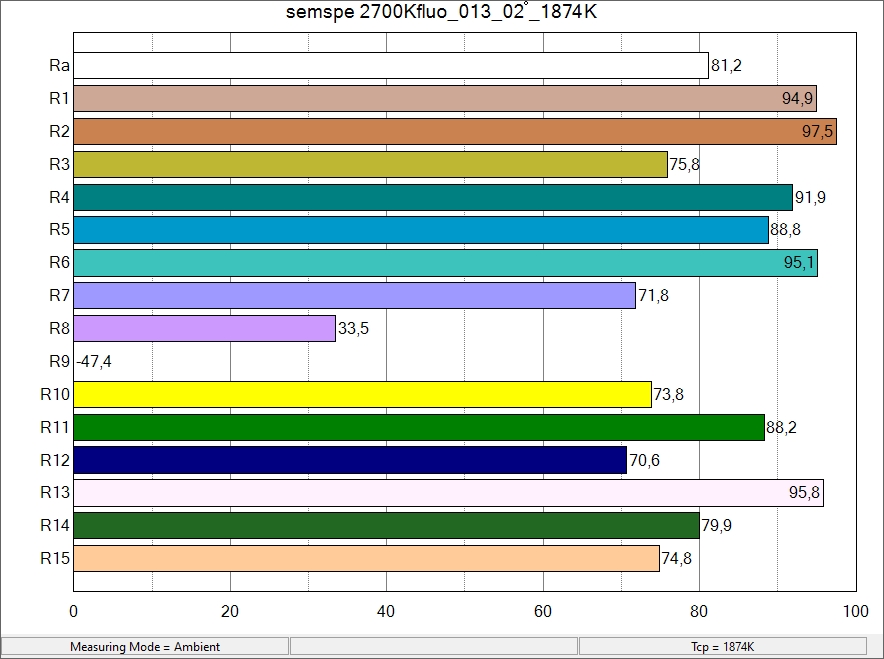 semspe 2700Kfluo_013_02°_1874K
Ra 81,2
R1 94,9
R2 97,5
R3 75,8
R4 91,9
R5 88,8
R6 95,1
R7 71,8
R8 33,5
R9 -47,4
R10 73,8
R11 88,2
R12 70,6
R13 95,8
R14 79,9
R15 74,8
0 20 40 60 80 100
Measuring Mode = Ambient Tcp = 1874K